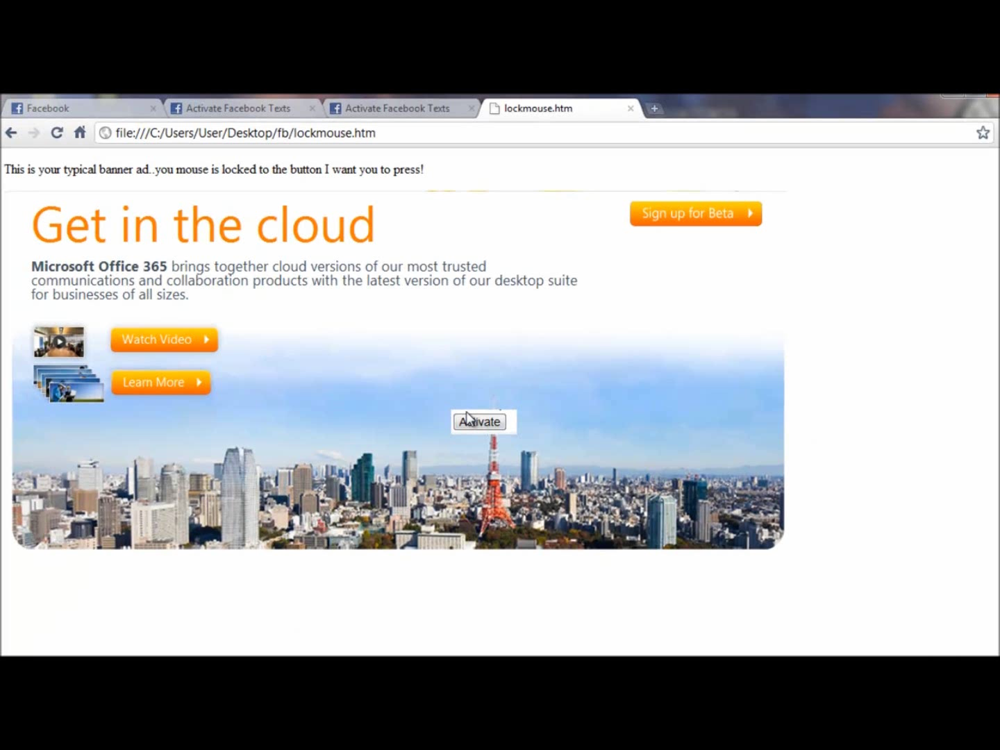 Facebook
Activate Facebook Texts
Activate Facebook Texts
lockmouse.htm
file:///C:/Users/User/Desktop/fb/lockmouse.htm
This is your typical banner ad..you mouse is locked to the button I want you to press!
Get in the cloud
Sign up for Beta
Microsoft Office 365 brings together cloud versions of our most trusted
communications and collaboration products with the latest version of our desktop suite
for businesses of all sizes.
Watch Video
Learn More
Activate